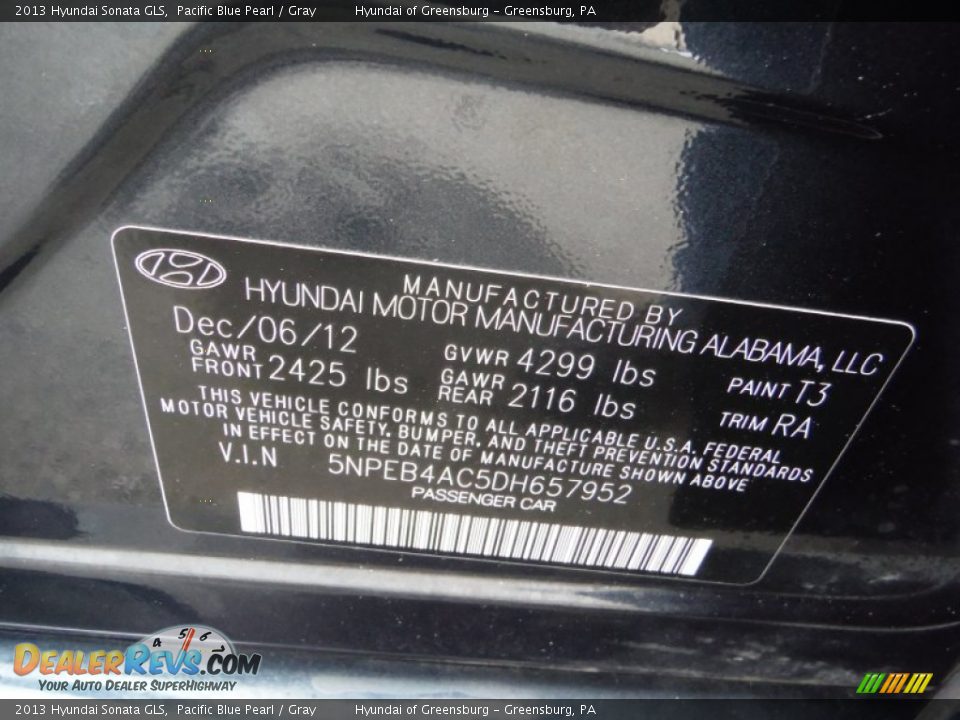 2013 Hyundai Sonata GLS,  Pacific Blue Pearl / Gray    Hyundai of Greensburg - Greensburg, PA
MANUFACTURED BY
HYUNDAI MOTOR MANUFACTURING ALABAMA, LLC
Dec/06/12
GAWR FRONT 2425 lbs
GVWR 4299 lbs
GAWR REAR 2116 lbs
PAINT T3
TRIM RA
THIS VEHICLE CONFORMS TO ALL APPLICABLE U.S.A. FEDERAL
MOTOR VEHICLE SAFETY, BUMPER, AND THEFT PREVENTION STANDARDS
IN EFFECT ON THE DATE OF MANUFACTURE SHOWN ABOVE
V.I.N 5NPEB4AC5DH657952
PASSENGER CAR
4 5 6
DEALERREVS.COM
YOUR AUTO DEALER SUPERHIGHWAY
2013 Hyundai Sonata GLS,  Pacific Blue Pearl / Gray    Hyundai of Greensburg - Greensburg, PA